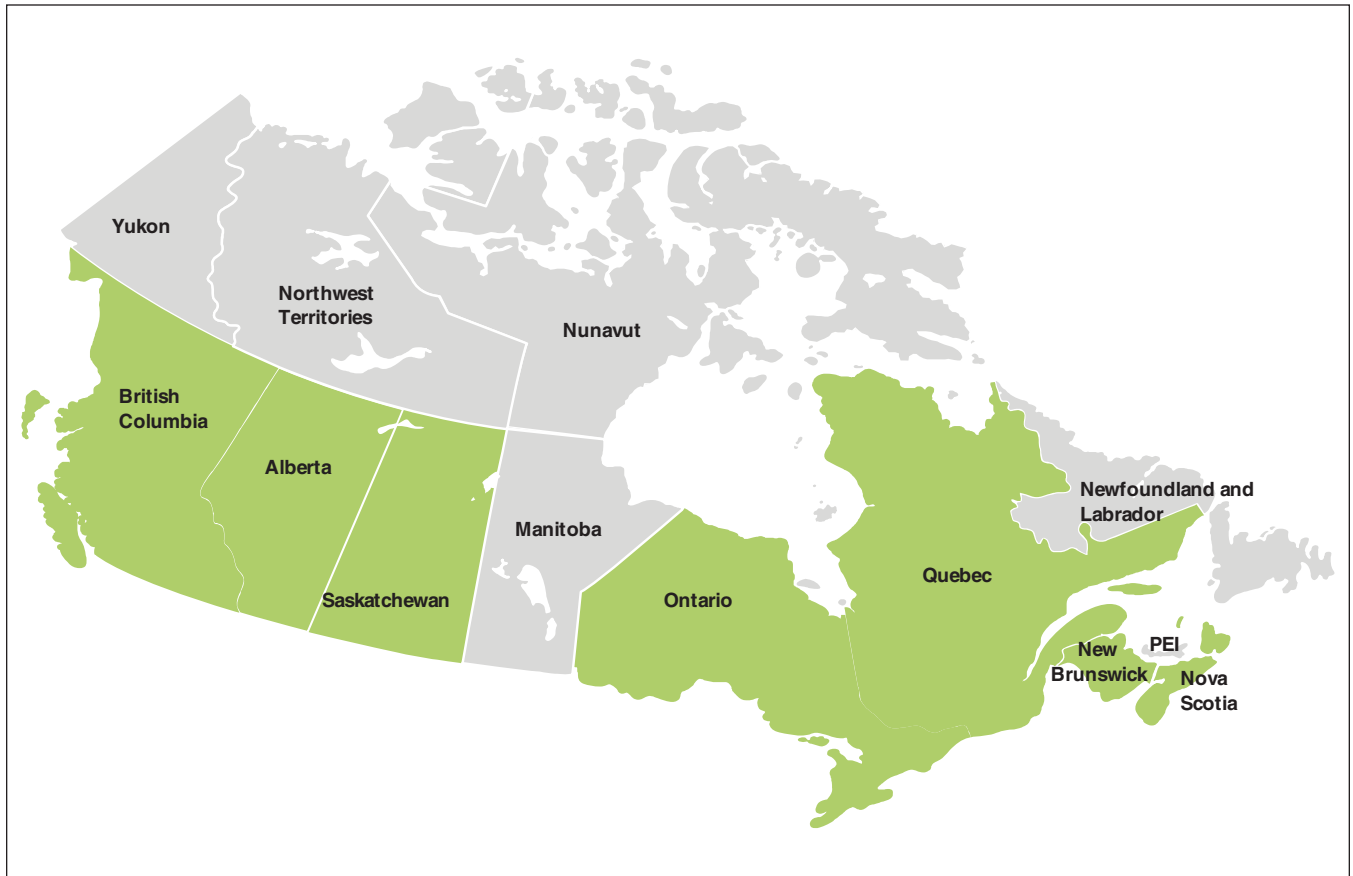 Yukon
Northwest
Territories
Nunavut
British
Columbia
Alberta
Saskatchewan
Manitoba
Ontario
Quebec
Newfoundland and
Labrador
New
Brunswick
PEI
Nova
Scotia